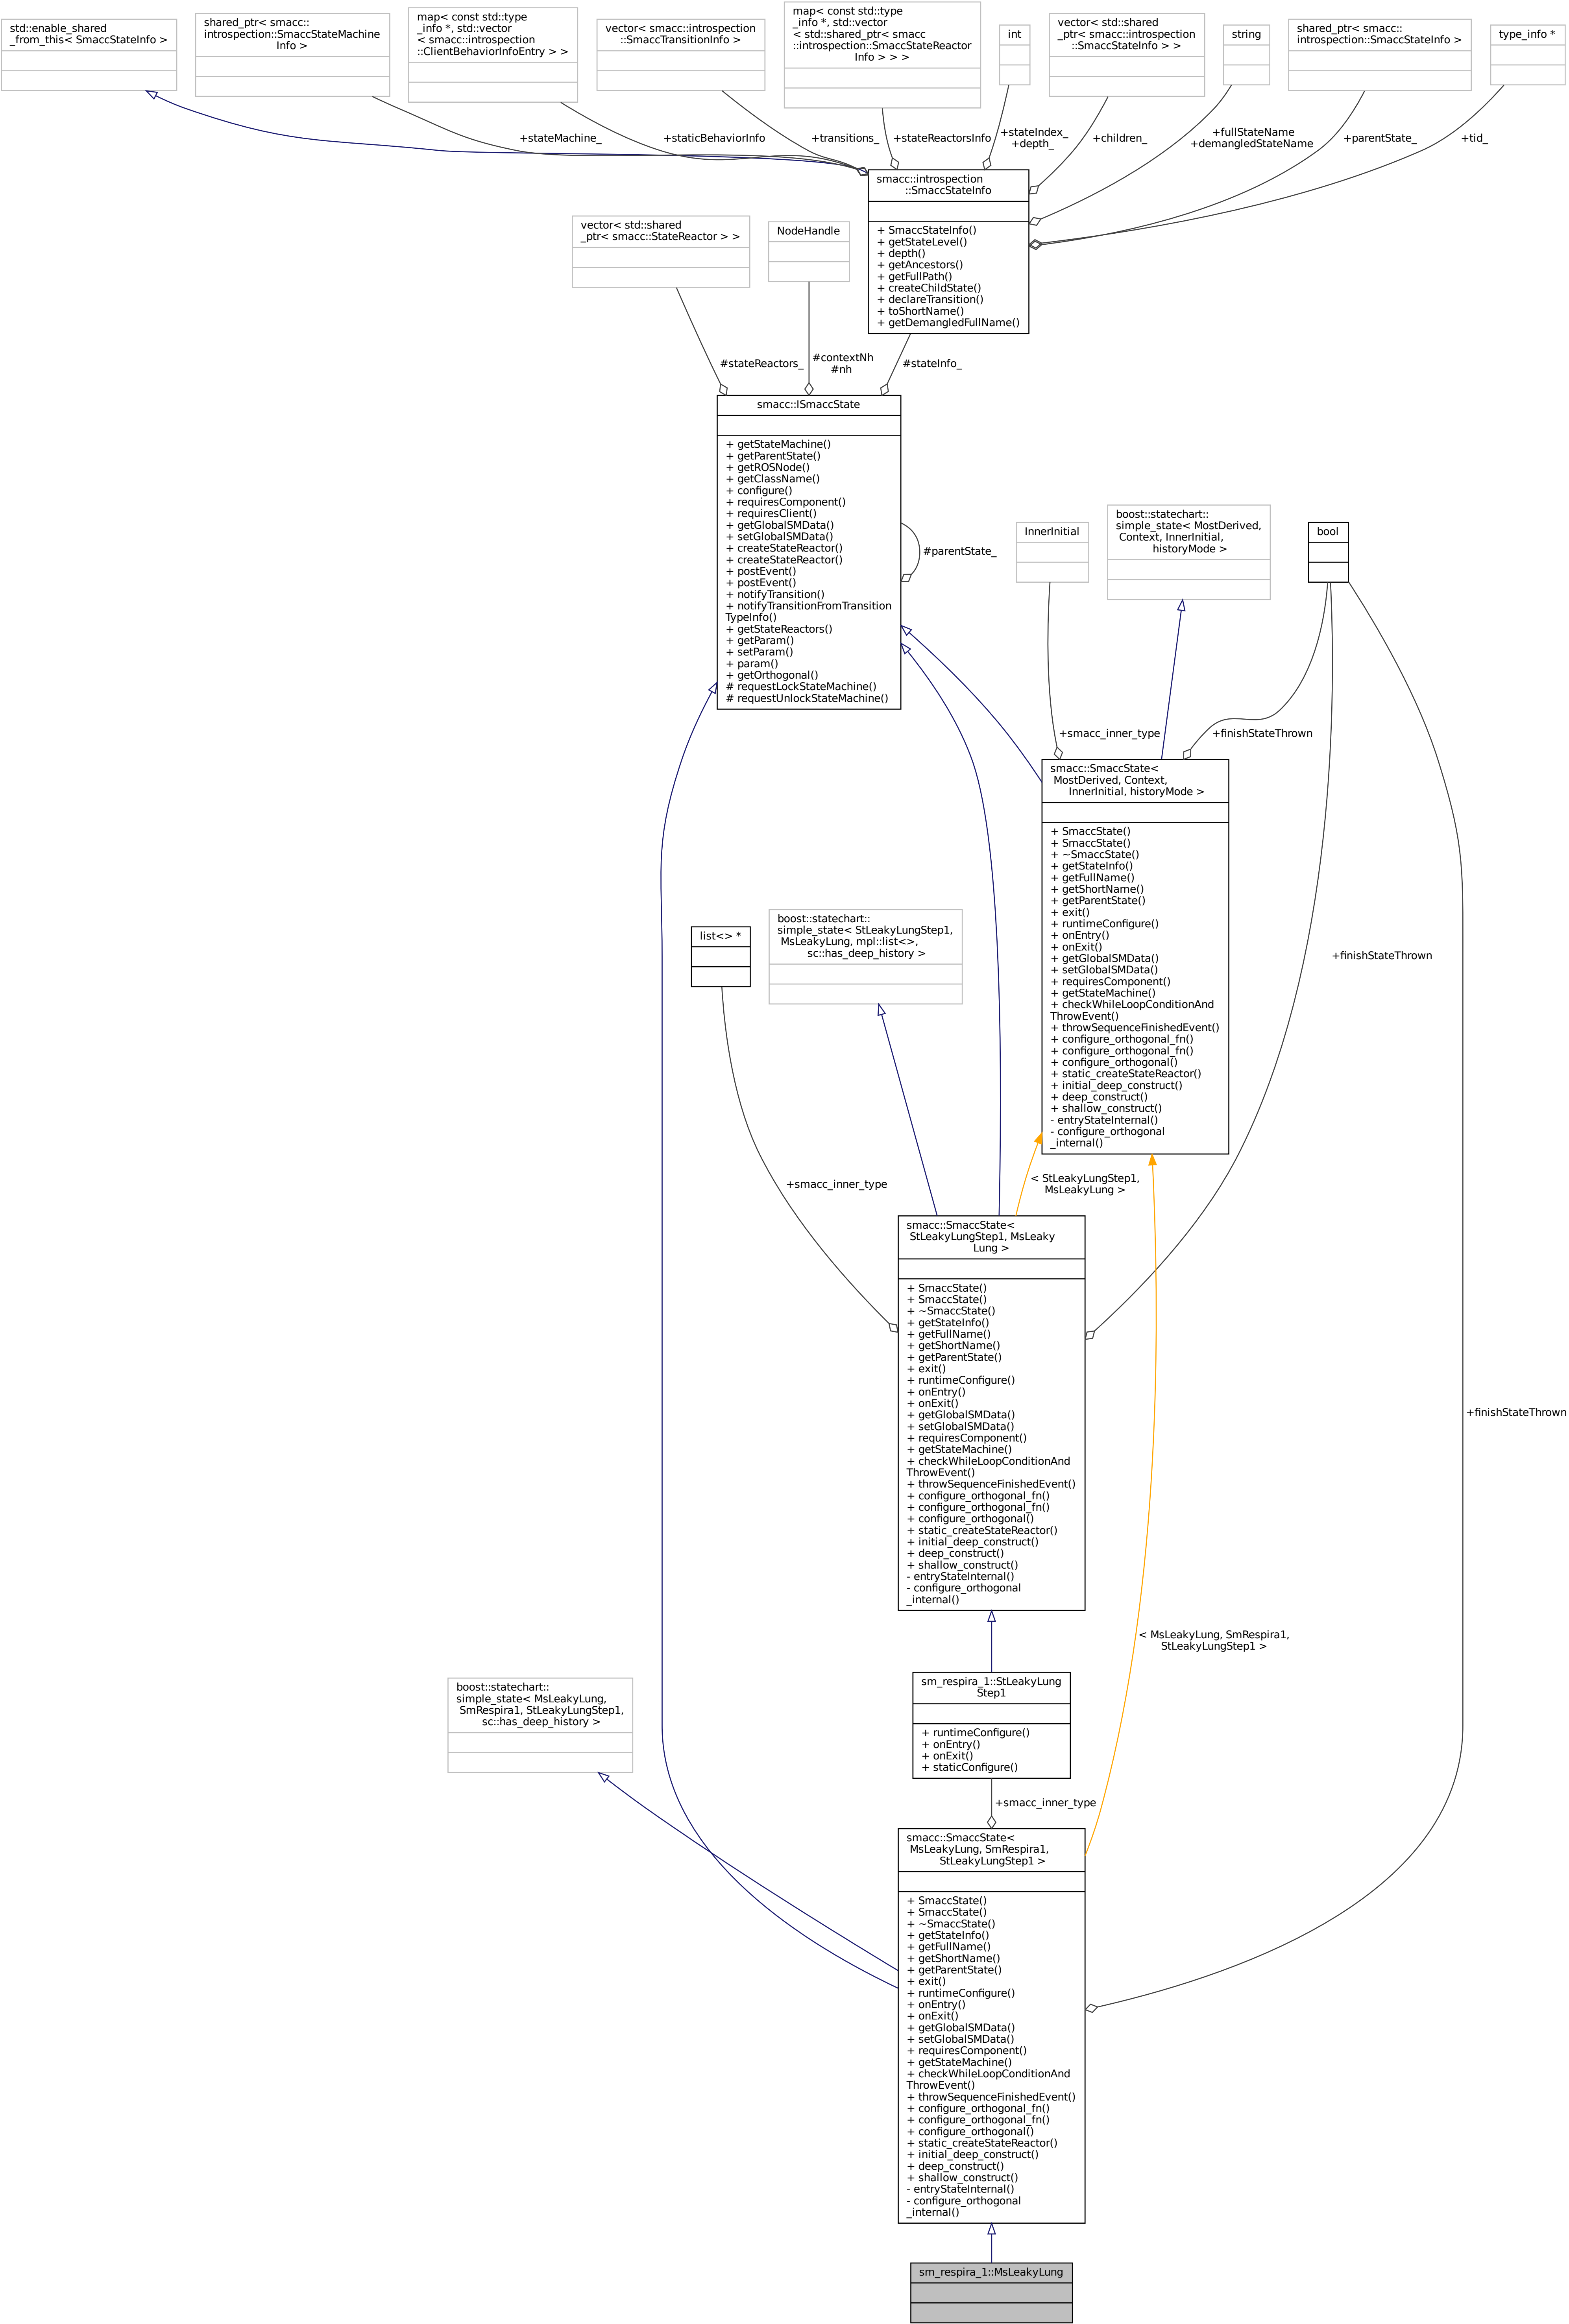 std::enable_shared
_from_this< SmaccStateInfo >
shared_ptr< smacc::
introspection::SmaccStateMachine
Info >
map< const std::type
_info *, std::vector
< smacc::introspection
::ClientBehaviorInfoEntry > >
vector< smacc::introspection
::SmaccTransitionInfo >
map< const std::type
_info *, std::vector
< std::shared_ptr< smacc
::introspection::SmaccStateReactor
Info > > >
int
vector< std::shared
_ptr< smacc::introspection
::SmaccStateInfo > >
string
shared_ptr< smacc::
introspection::SmaccStateInfo >
type_info *
+stateMachine_
+staticBehaviorInfo
+transitions_
+stateReactorsInfo
+stateIndex_
+depth_
+children_
+fullStateName
+demangledStateName
+parentState_
+tid_
smacc::introspection
::SmaccStateInfo
+ SmaccStateInfo()
+ getStateLevel()
+ depth()
+ getAncestors()
+ getFullPath()
+ createChildState()
+ declareTransition()
+ toShortName()
+ getDemangledFullName()
vector< std::shared
_ptr< smacc::StateReactor > >
NodeHandle
#stateReactors_
#contextNh
#nh
#stateInfo_
smacc::ISmaccState
+ getStateMachine()
+ getParentState()
+ getROSNode()
+ getClassName()
+ configure()
+ requiresComponent()
+ requiresClient()
+ getGlobalSMData()
+ setGlobalSMData()
+ createStateReactor()
+ createStateReactor()
+ postEvent()
+ postEvent()
+ notifyTransition()
+ notifyTransitionFromTransition
TypeInfo()
+ getStateReactors()
+ getParam()
+ setParam()
+ param()
+ getOrthogonal()
# requestLockStateMachine()
# requestUnlockStateMachine()
#parentState_
InnerInitial
boost::statechart::
simple_state< MostDerived,
Context, InnerInitial,
historyMode >
bool
+smacc_inner_type
+finishStateThrown
smacc::SmaccState<
MostDerived, Context,
InnerInitial, historyMode >
+ SmaccState()
+ SmaccState()
+ ~SmaccState()
+ getStateInfo()
+ getFullName()
+ getShortName()
+ getParentState()
+ exit()
+ runtimeConfigure()
+ onEntry()
+ onExit()
+ getGlobalSMData()
+ setGlobalSMData()
+ requiresComponent()
+ getStateMachine()
+ checkWhileLoopConditionAnd
ThrowEvent()
+ throwSequenceFinishedEvent()
+ configure_orthogonal_fn()
+ configure_orthogonal_fn()
+ configure_orthogonal()
+ static_createStateReactor()
+ initial_deep_construct()
+ deep_construct()
+ shallow_construct()
- entryStateInternal()
- configure_orthogonal
_internal()
list<> *
boost::statechart::
simple_state< StLeakyLungStep1,
MsLeakyLung, mpl::list<>,
sc::has_deep_history >
+finishStateThrown
+smacc_inner_type
< StLeakyLungStep1,
MsLeakyLung >
smacc::SmaccState<
StLeakyLungStep1, MsLeaky
Lung >
+ SmaccState()
+ SmaccState()
+ ~SmaccState()
+ getStateInfo()
+ getFullName()
+ getShortName()
+ getParentState()
+ exit()
+ runtimeConfigure()
+ onEntry()
+ onExit()
+ getGlobalSMData()
+ setGlobalSMData()
+ requiresComponent()
+ getStateMachine()
+ checkWhileLoopConditionAnd
ThrowEvent()
+ throwSequenceFinishedEvent()
+ configure_orthogonal_fn()
+ configure_orthogonal_fn()
+ configure_orthogonal()
+ static_createStateReactor()
+ initial_deep_construct()
+ deep_construct()
+ shallow_construct()
- entryStateInternal()
- configure_orthogonal
_internal()
+finishStateThrown
< MsLeakyLung, SmRespira1,
StLeakyLungStep1 >
boost::statechart::
simple_state< MsLeakyLung,
SmRespira1, StLeakyLungStep1,
sc::has_deep_history >
sm_respira_1::StLeakyLung
Step1
+ runtimeConfigure()
+ onEntry()
+ onExit()
+ staticConfigure()
+smacc_inner_type
smacc::SmaccState<
MsLeakyLung, SmRespira1,
StLeakyLungStep1 >
+ SmaccState()
+ SmaccState()
+ ~SmaccState()
+ getStateInfo()
+ getFullName()
+ getShortName()
+ getParentState()
+ exit()
+ runtimeConfigure()
+ onEntry()
+ onExit()
+ getGlobalSMData()
+ setGlobalSMData()
+ requiresComponent()
+ getStateMachine()
+ checkWhileLoopConditionAnd
ThrowEvent()
+ throwSequenceFinishedEvent()
+ configure_orthogonal_fn()
+ configure_orthogonal_fn()
+ configure_orthogonal()
+ static_createStateReactor()
+ initial_deep_construct()
+ deep_construct()
+ shallow_construct()
- entryStateInternal()
- configure_orthogonal
_internal()
sm_respira_1::MsLeakyLung